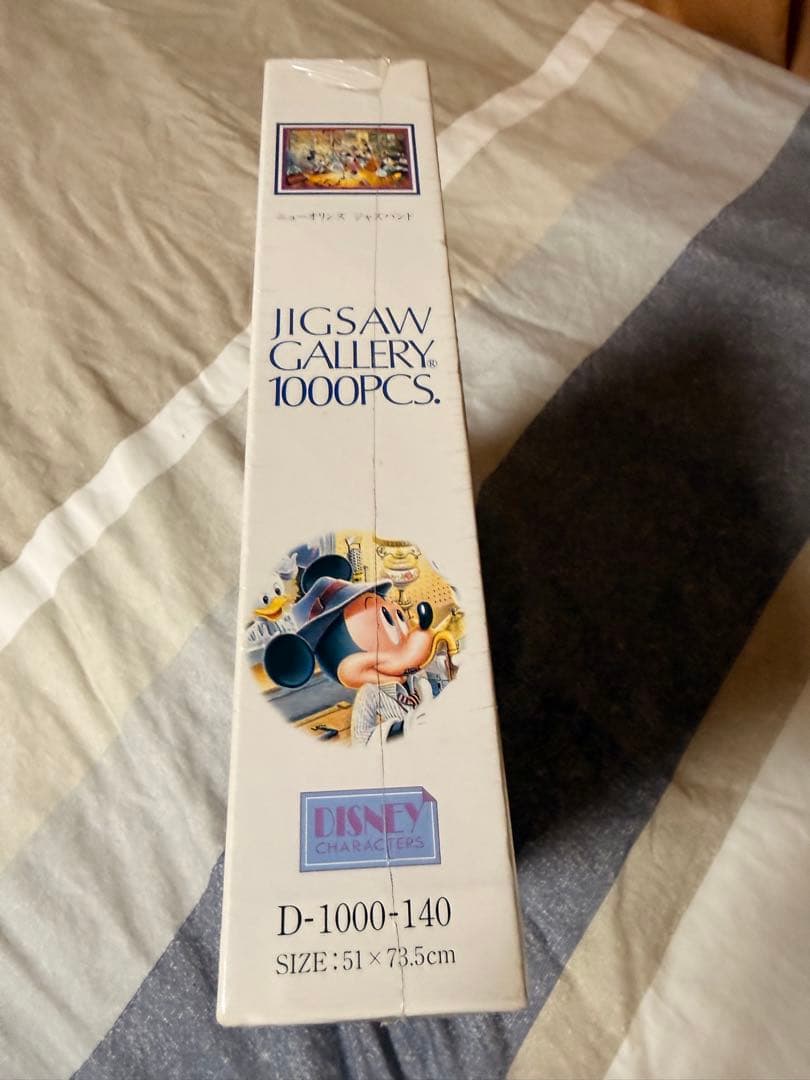 ニューオリンズ ジャズバンド
JIGSAW
GALLERY®
1000PCS.
DISNEY
CHARACTERS
D-1000-140
SIZE:51×73.5cm